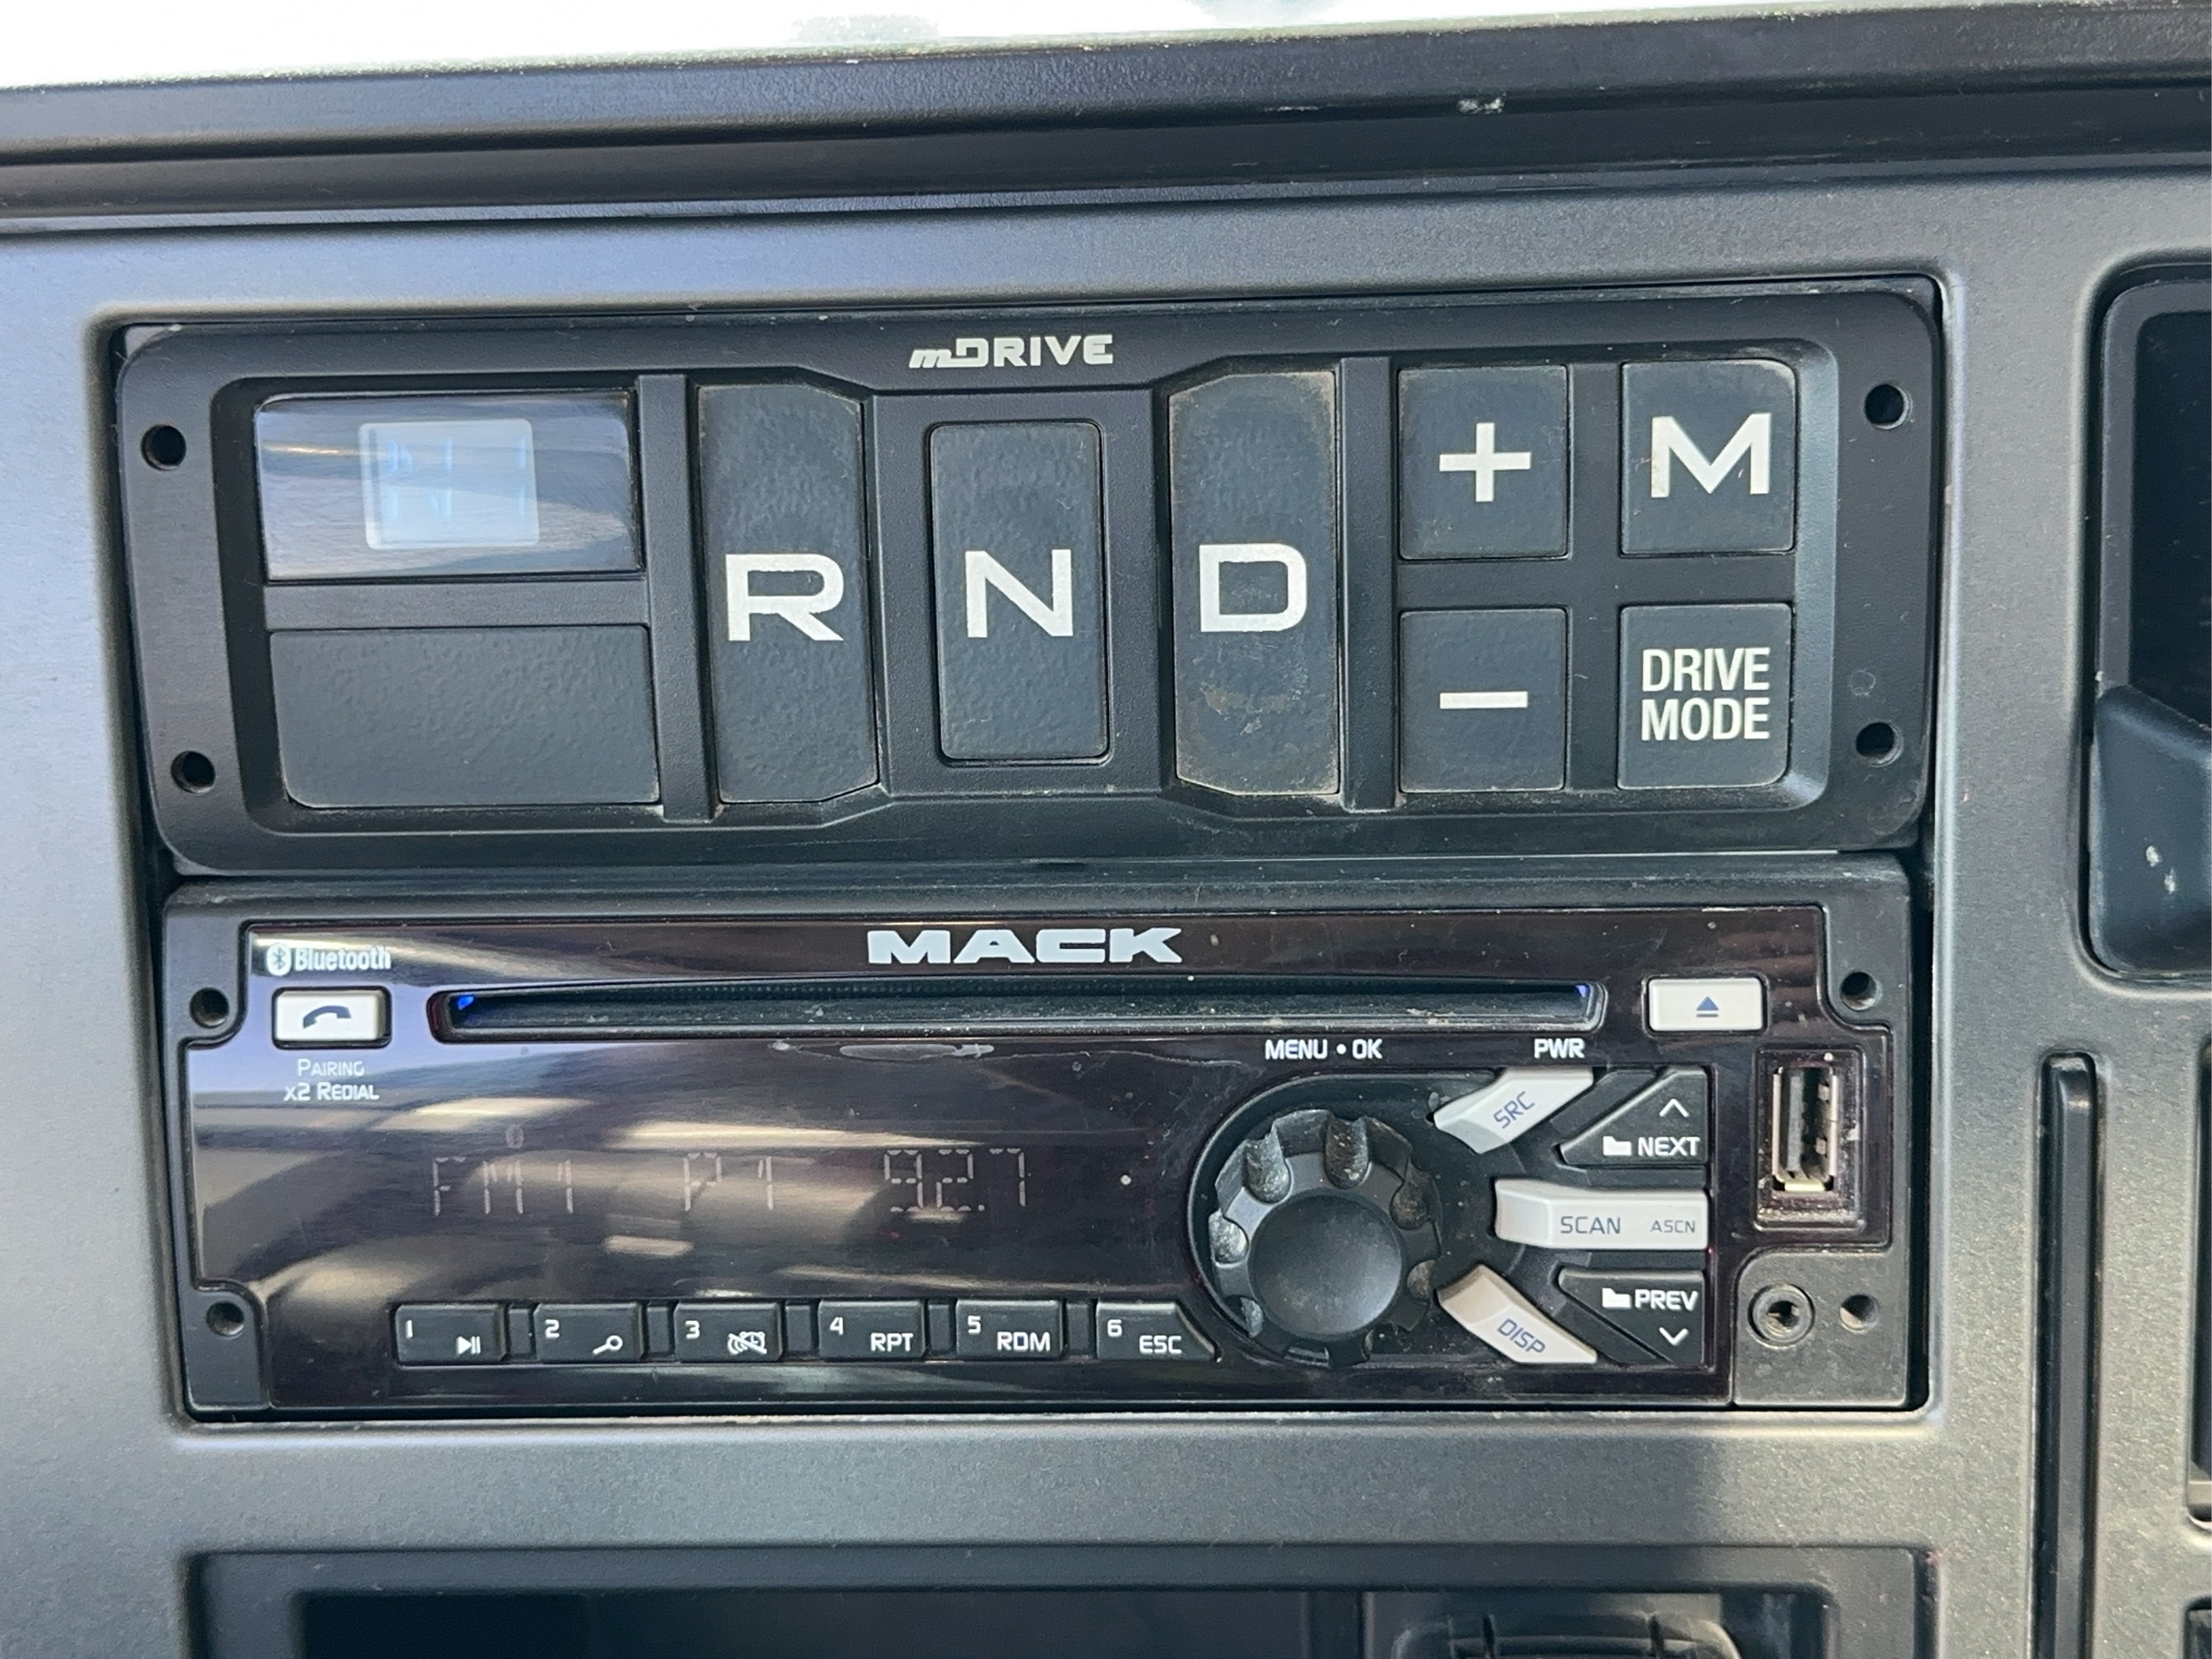 mDRIVE
R N D + M
− DRIVE MODE
MACK
Bluetooth
PAIRING
x2 REDIAL
MENU • OK PWR
FM1 P1 92.7
SRC
NEXT
SCAN ASCN
PREV
DISP
1 2 3 4 RPT 5 RDM 6 ESC